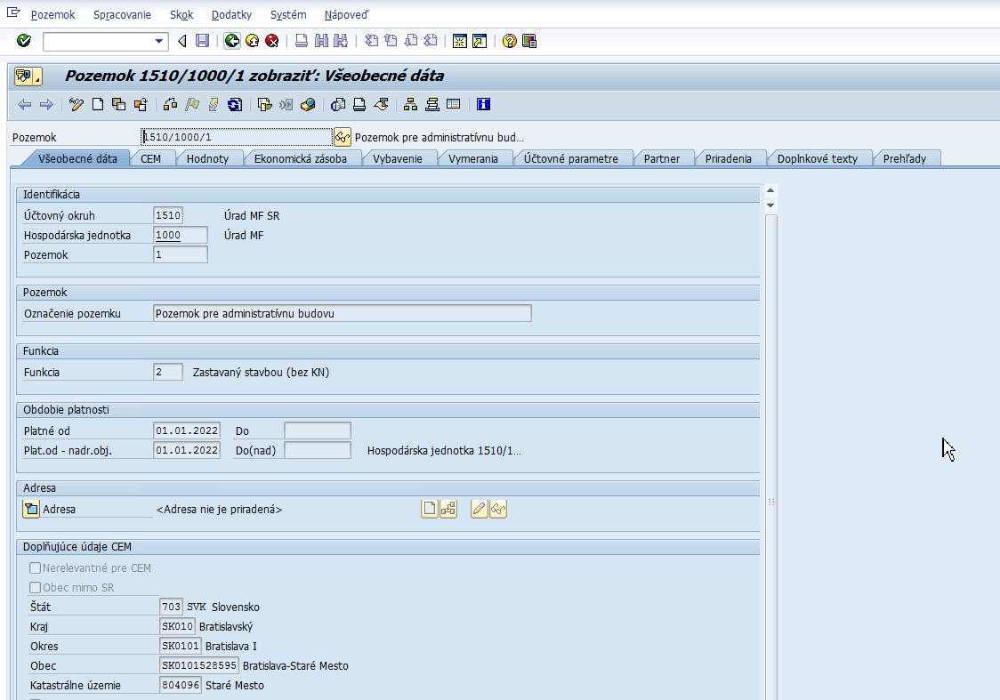 Pozemok Spracovanie Skok Dodatky Systém Nápoveď
Pozemok 1510/1000/1 zobraziť: Všeobecné dáta
Pozemok 1510/1000/1 Pozemok pre administratívnu bud...
Všeobecné dáta CEM Hodnoty Ekonomická zásoba Vybavenie Vymerania Účtovné parametre Partner Priradenia Doplnkové texty Prehľady
Identifikácia
Účtovný okruh 1510 Úrad MF SR
Hospodárska jednotka 1000 Úrad MF
Pozemok 1
Pozemok
Označenie pozemku Pozemok pre administratívnu budovu
Funkcia
Funkcia 2 Zastavaný stavbou (bez KN)
Obdobie platnosti
Platné od 01.01.2022 Do
Plat.od - nadr.obj. 01.01.2022 Do(nad) Hospodárska jednotka 1510/1...
Adresa
Adresa <Adresa nie je priradená>
Doplňujúce údaje CEM
Nerelevantné pre CEM
Obec mimo SR
Štát 703 SVK Slovensko
Kraj SK010 Bratislavský
Okres SK0101 Bratislava I
Obec SK0101528595 Bratislava-Staré Mesto
Katastrálne územie 804096 Staré Mesto